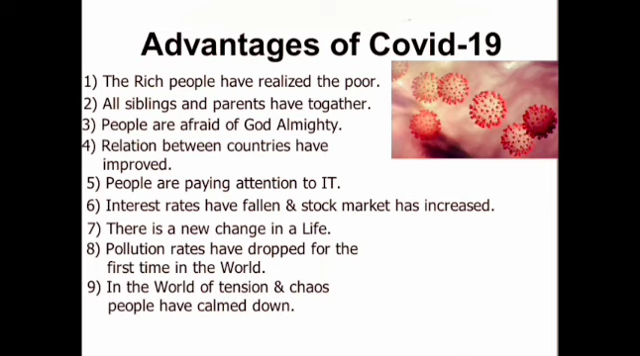 Advantages of Covid-19
1) The Rich people have realized the poor.
2) All siblings and parents have togather.
3) People are afraid of God Almighty.
4) Relation between countries have
improved.
5) People are paying attention to IT.
6) Interest rates have fallen & stock market has increased.
7) There is a new change in a Life.
8) Pollution rates have dropped for the
first time in the World.
9) In the World of tension & chaos
people have calmed down.